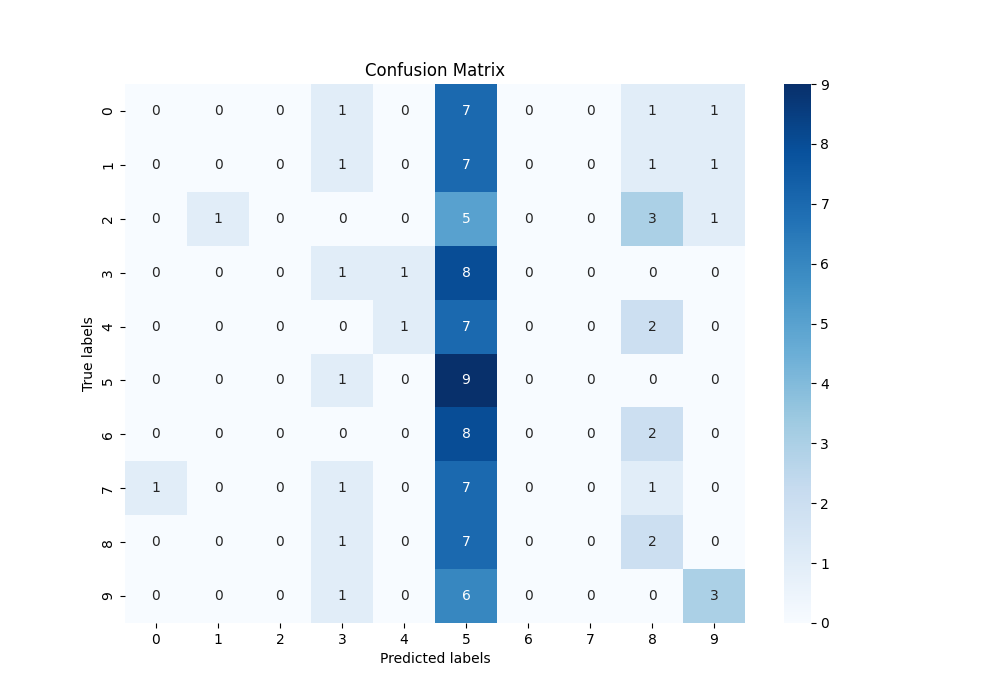 Confusion Matrix
0 0 0 0 1 0 7 0 0 1 1
1 0 0 0 1 0 7 0 0 1 1
2 0 1 0 0 0 5 0 0 3 1
3 0 0 0 1 1 8 0 0 0 0
4 0 0 0 0 1 7 0 0 2 0
5 0 0 0 1 0 9 0 0 0 0
6 0 0 0 0 0 8 0 0 2 0
7 1 0 0 1 0 7 0 0 1 0
8 0 0 0 1 0 7 0 0 2 0
9 0 0 0 1 0 6 0 0 0 3
0 1 2 3 4 5 6 7 8 9
Predicted labels
True labels
9
8
7
6
5
4
3
2
1
0